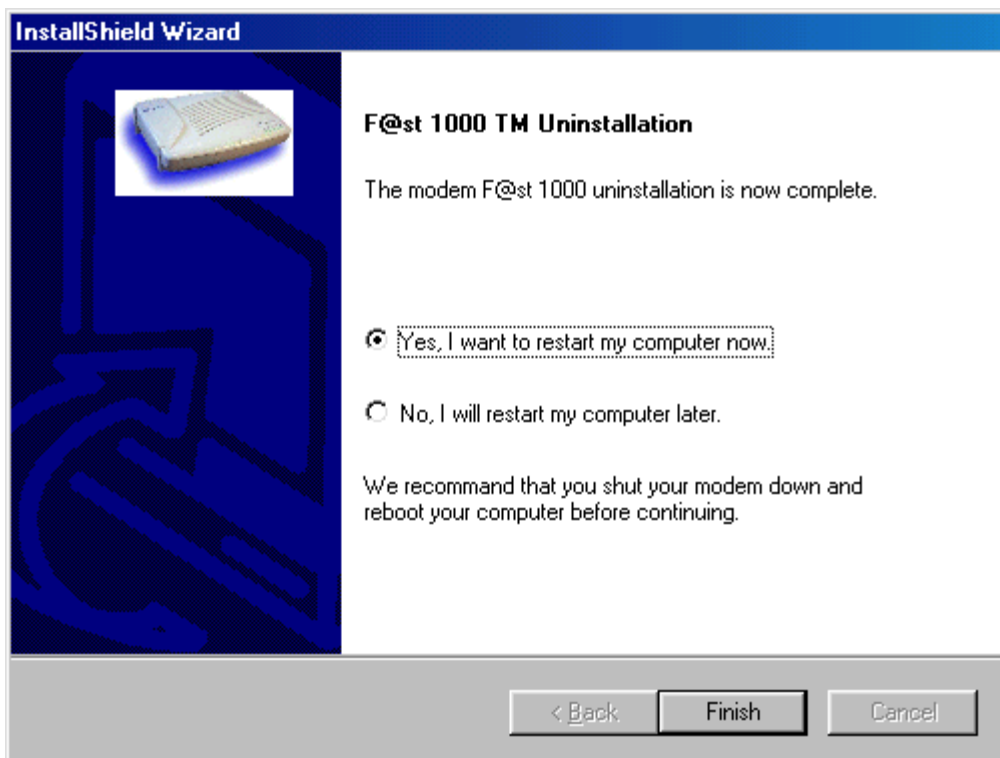 InstallShield Wizard
F@st 1000 TM Uninstallation
The modem F@st 1000 uninstallation is now complete.
Yes, I want to restart my computer now.
No, I will restart my computer later.
We recommand that you shut your modem down and
reboot your computer before continuing.
< Back
Finish
Cancel